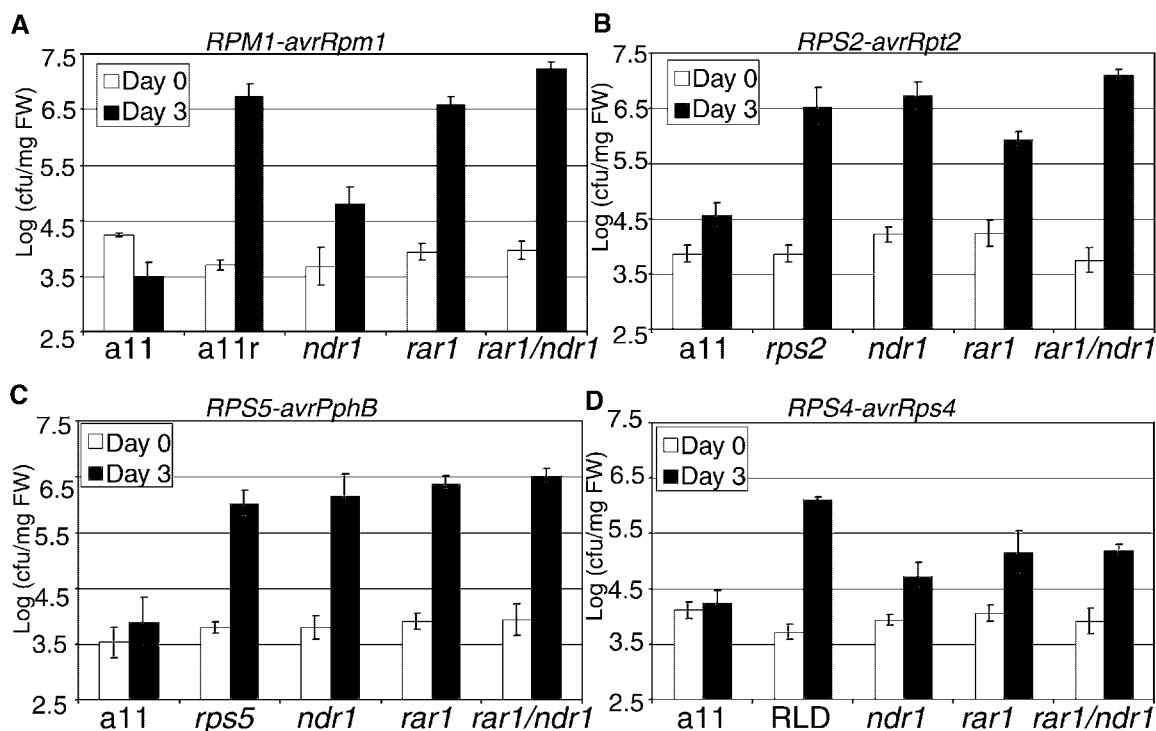 A
RPM1-avrRpm1
Log (cfu/mg FW)
7.5
6.5
5.5
4.5
3.5
2.5
Day 0
Day 3
a11 a11r ndr1 rar1 rar1/ndr1
B
RPS2-avrRpt2
Log (cfu/mg FW)
7.5
6.5
5.5
4.5
3.5
2.5
Day 0
Day 3
a11 rps2 ndr1 rar1 rar1/ndr1
C
RPS5-avrPphB
Log (cfu/mg FW)
7.5
6.5
5.5
4.5
3.5
2.5
Day 0
Day 3
a11 rps5 ndr1 rar1 rar1/ndr1
D
RPS4-avrRps4
Log (cfu/mg FW)
7.5
6.5
5.5
4.5
3.5
2.5
Day 0
Day 3
a11 RLD ndr1 rar1 rar1/ndr1